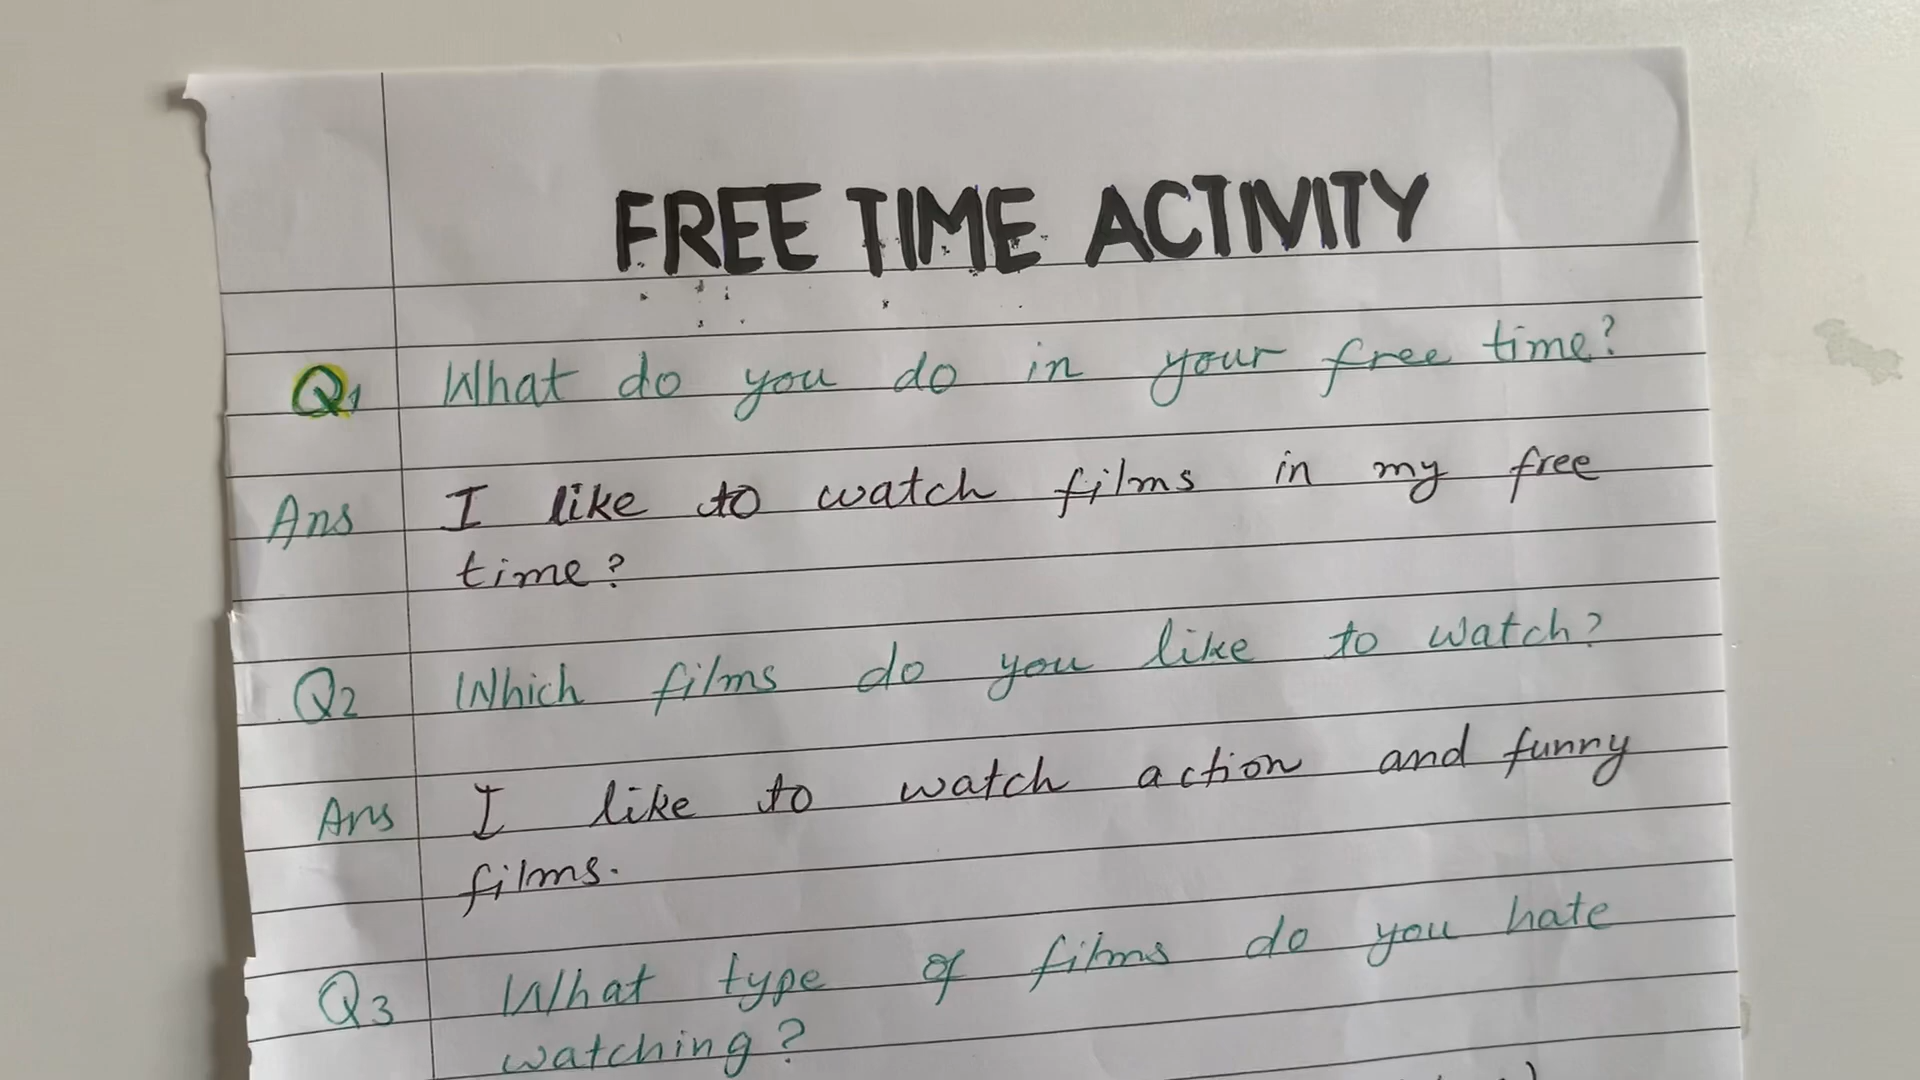 FREE TIME ACTIVITY
Q1 What do you do in your free time?
Ans I like to watch films in my free
time?
Q2 Which films do you like to watch?
Ans I like to watch action and funny
films.
Q3 What type of films do you hate
watching?